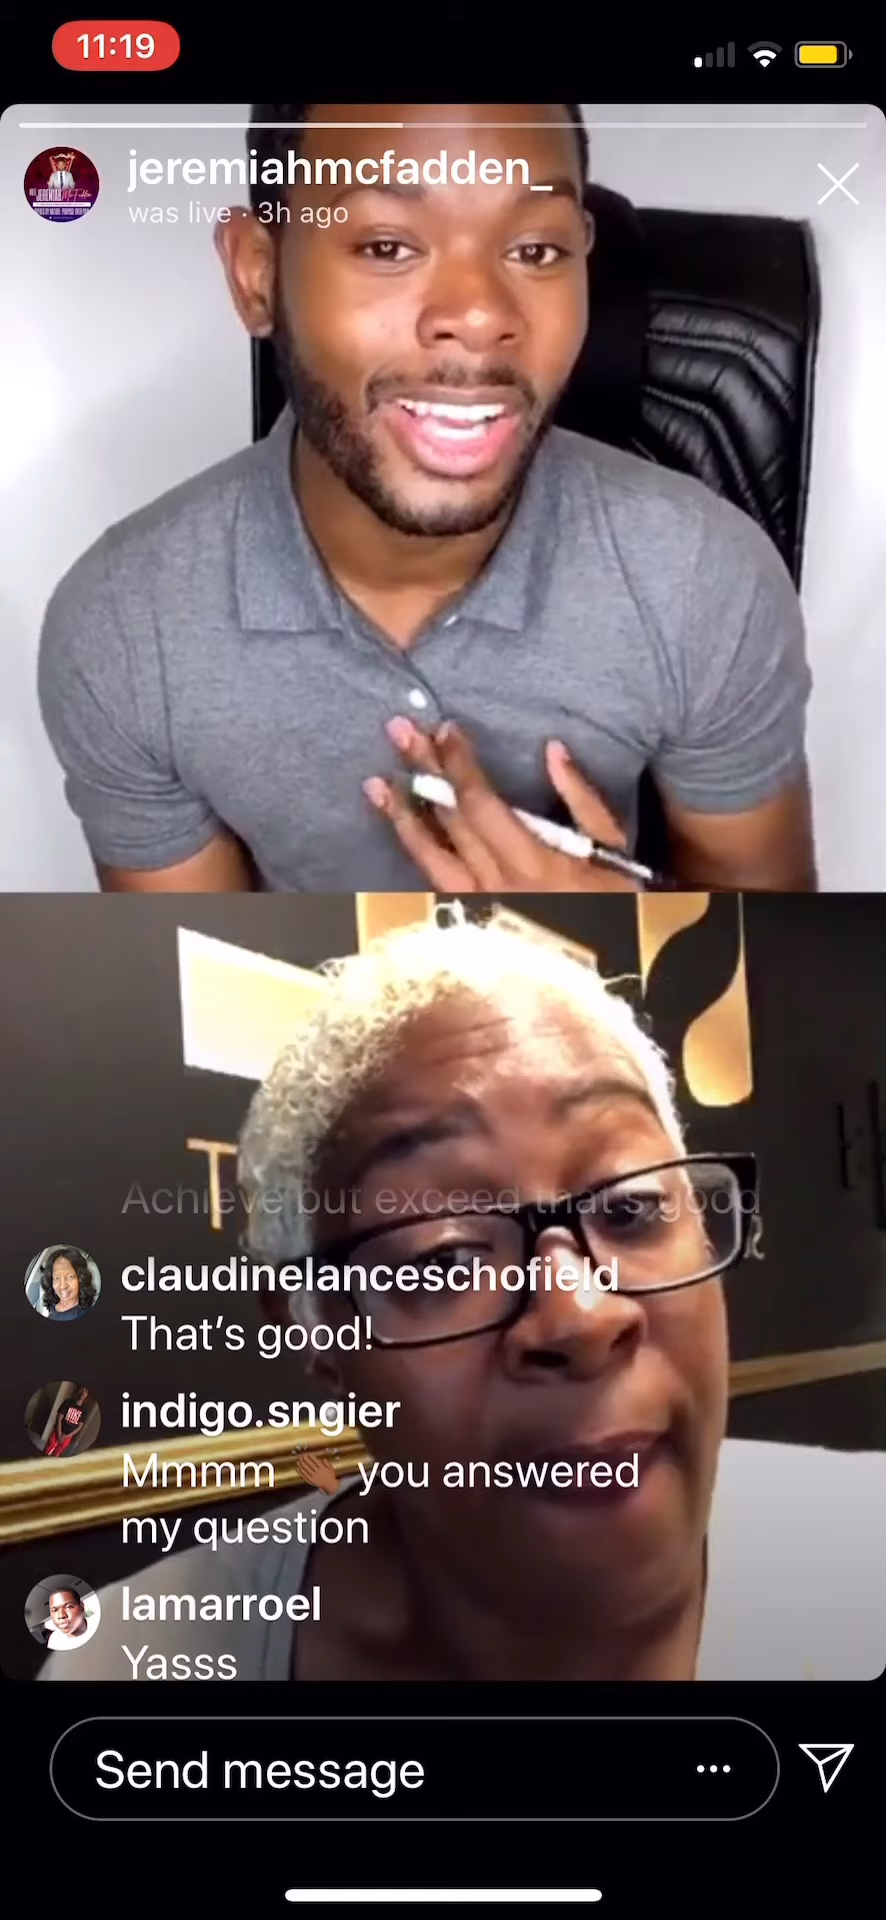 11:19
jeremiahmcfadden_
was live · 3h ago
JEREMIAH
T
Achieve but exceed that's good
claudinelanceschofield
That's good!
indigo.sngier
Mmmm 👏🏾 you answered
my question
lamarroel
Yasss
Send message